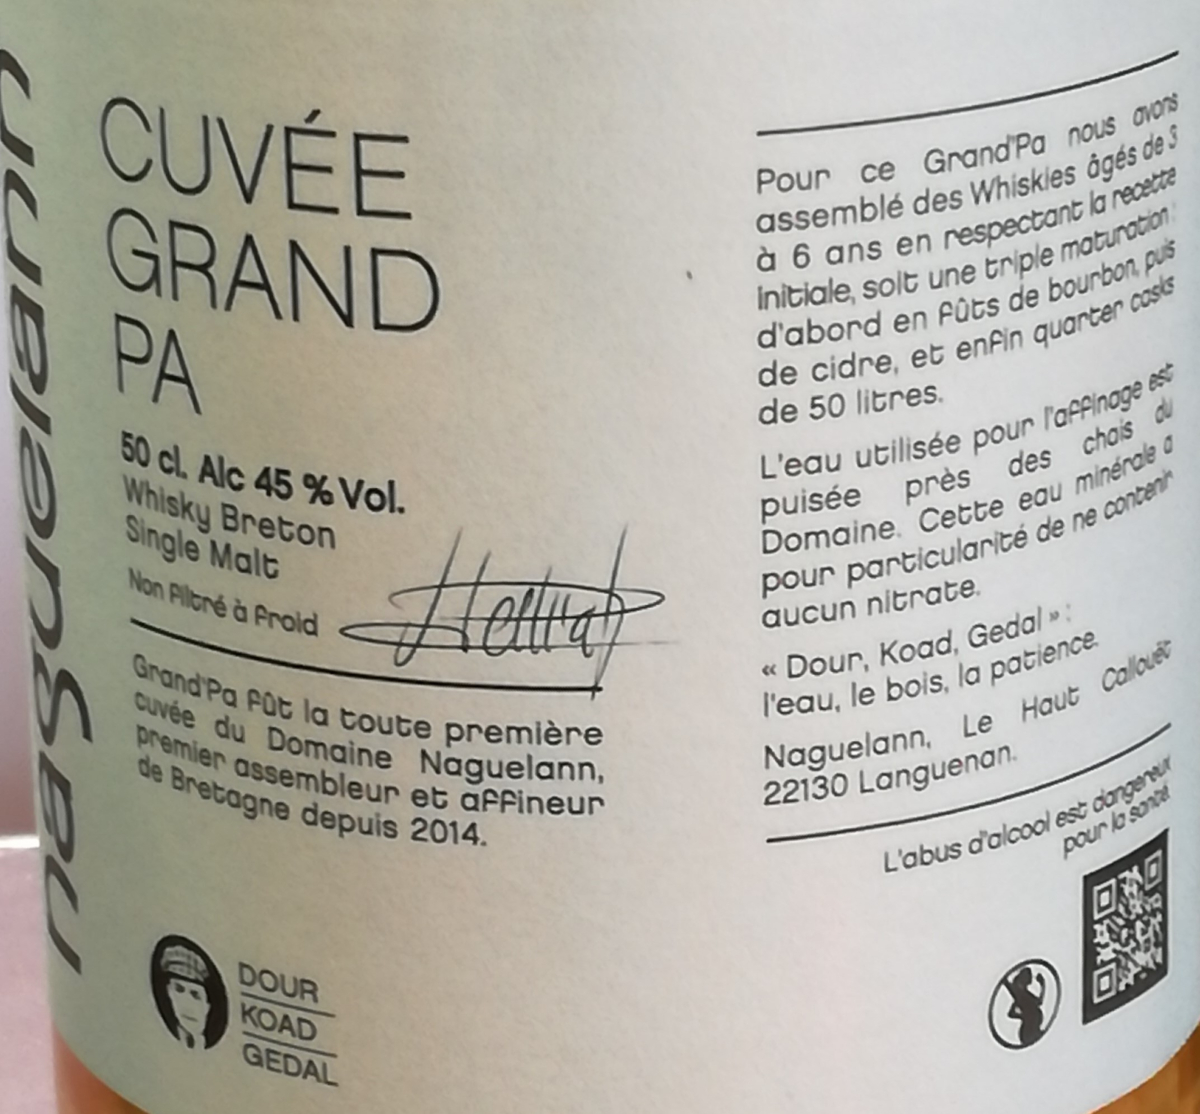 naguelann
CUVÉE
GRAND
PA
50 cl. Alc 45 % Vol.
Whisky Breton
Single Malt
Non filtré à froid
Grand'Pa fût la toute première
cuvée du Domaine Naguelann,
premier assembleur et affineur
de Bretagne depuis 2014.
DOUR
KOAD
GEDAL
Pour ce Grand'Pa nous avons
assemblé des Whiskies âgés de 3
à 6 ans en respectant la recette
initiale, soit une triple maturation :
d'abord en fûts de bourbon, puis
de cidre, et enfin quarter casks
de 50 litres.
L'eau utilisée pour l'affinage est
puisée près des chais du
Domaine. Cette eau minérale a
pour particularité de ne contenir
aucun nitrate.
« Dour, Koad, Gedal » :
l'eau, le bois, la patience.
Naguelann, Le Haut Callouët
22130 Languenan.
L'abus d'alcool est dangereux
pour la santé.